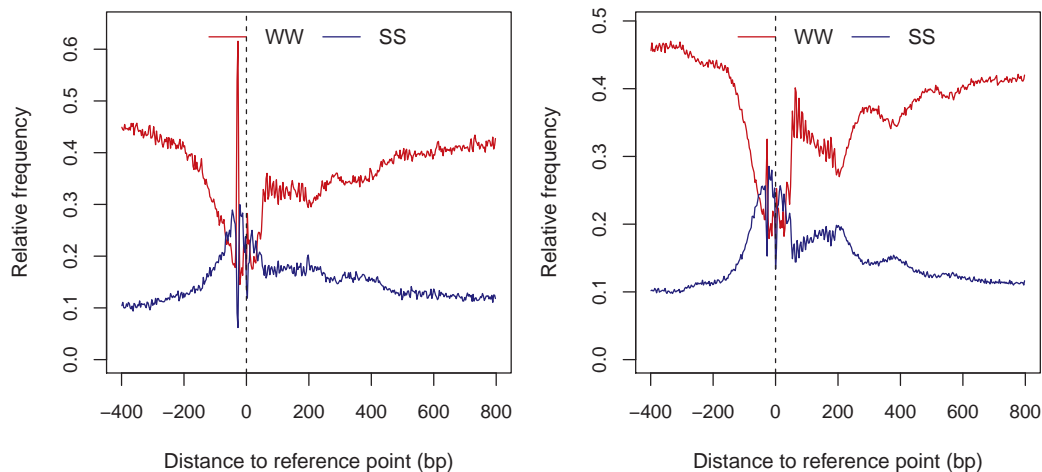 WW SS
Relative frequency
0.0 0.1 0.2 0.3 0.4 0.5 0.6
−400 −200 0 200 400 600 800
Distance to reference point (bp)
WW SS
Relative frequency
0.0 0.1 0.2 0.3 0.4 0.5
−400 −200 0 200 400 600 800
Distance to reference point (bp)